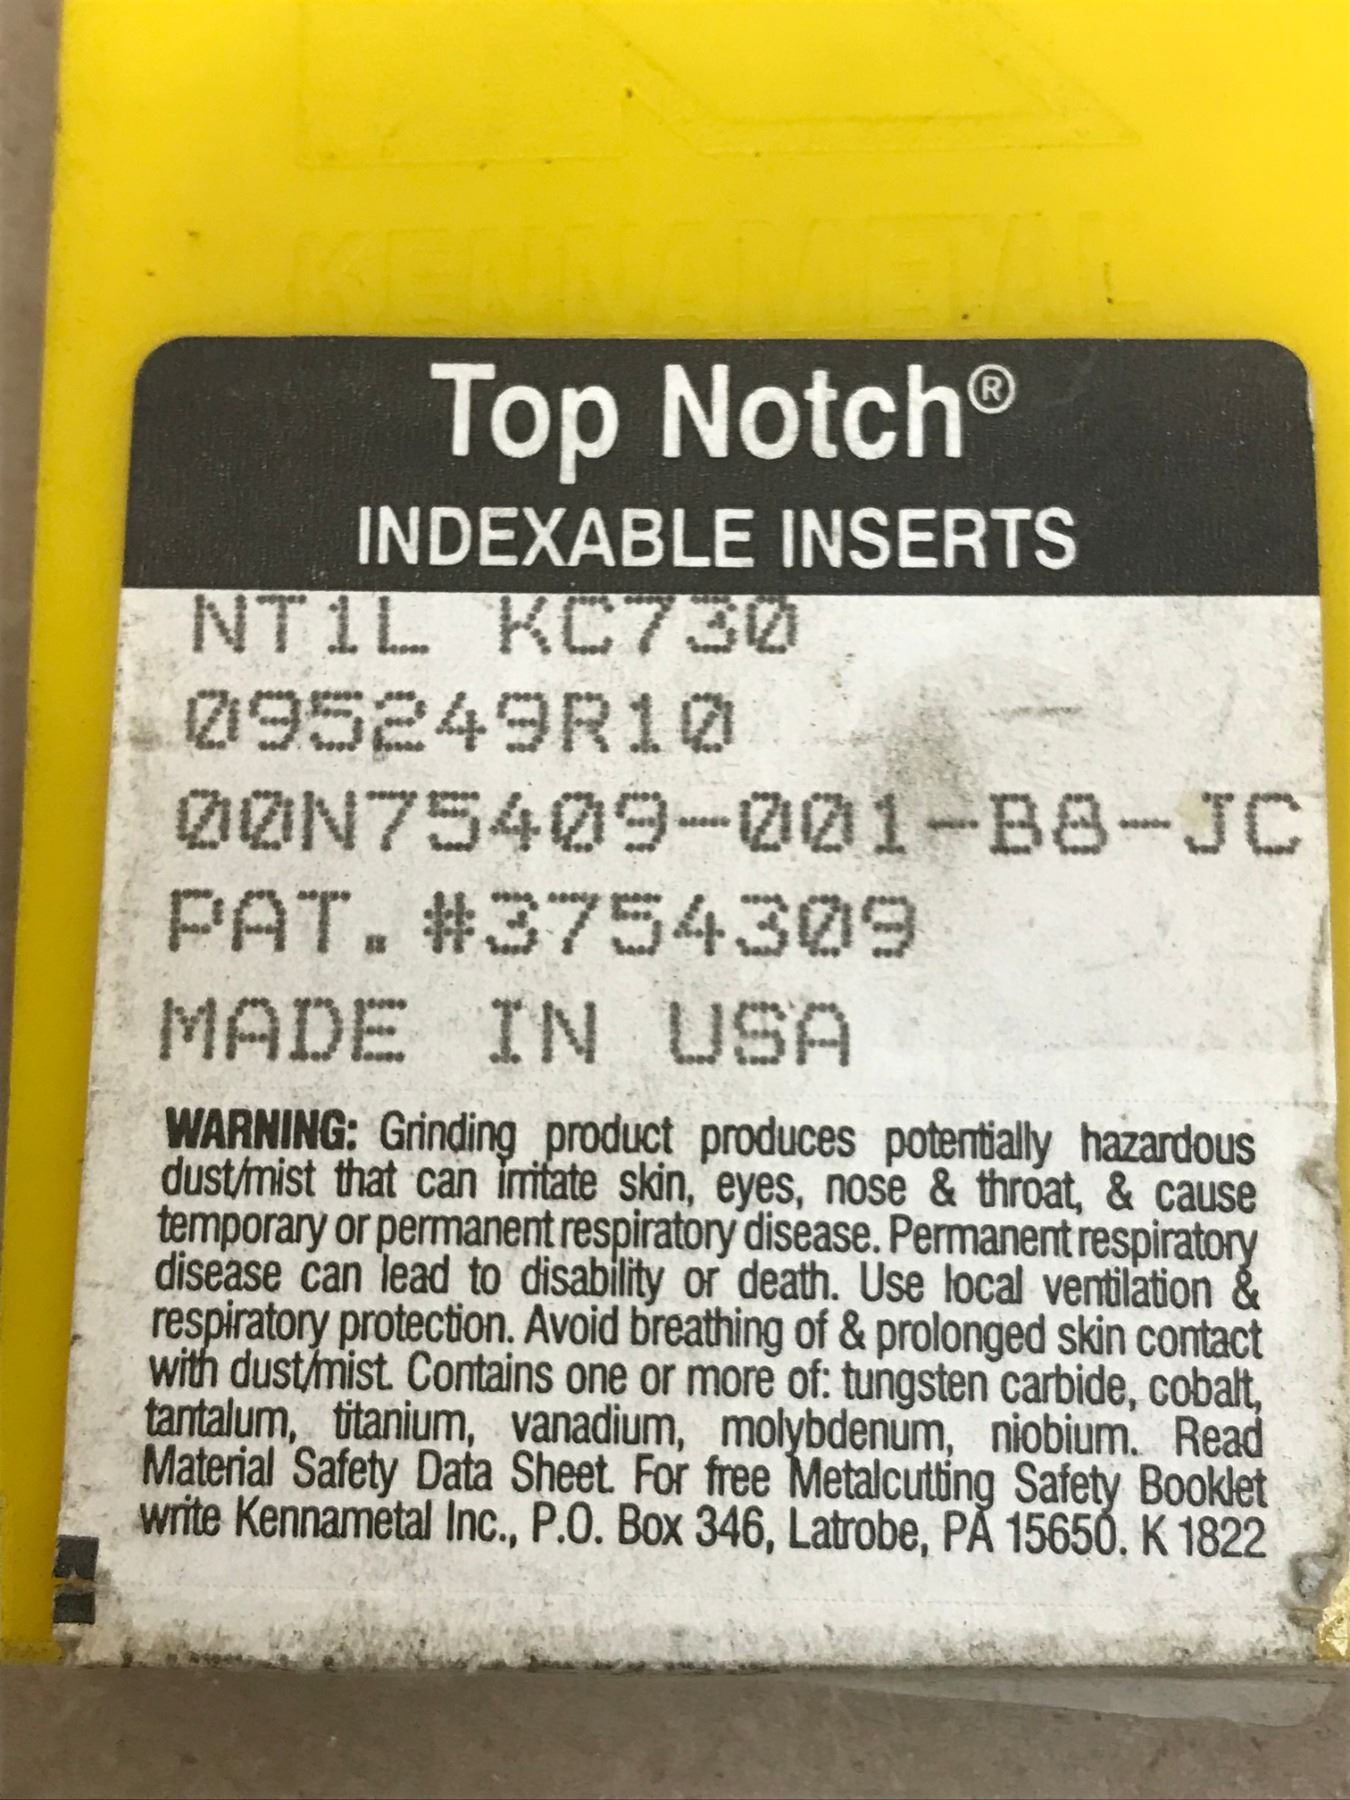 KENNAMETAL
Top Notch®
INDEXABLE INSERTS
NT1L KC730
095249R10
00N75409-001-B8-JC
PAT.#3754309
MADE IN USA
WARNING: Grinding product produces potentially hazardous
dust/mist that can irritate skin, eyes, nose & throat, & cause
temporary or permanent respiratory disease. Permanent respiratory
disease can lead to disability or death. Use local ventilation &
respiratory protection. Avoid breathing of & prolonged skin contact
with dust/mist. Contains one or more of: tungsten carbide, cobalt,
tantalum, titanium, vanadium, molybdenum, niobium. Read
Material Safety Data Sheet. For free Metalcutting Safety Booklet
write Kennametal Inc., P.O. Box 346, Latrobe, PA 15650. K 1822